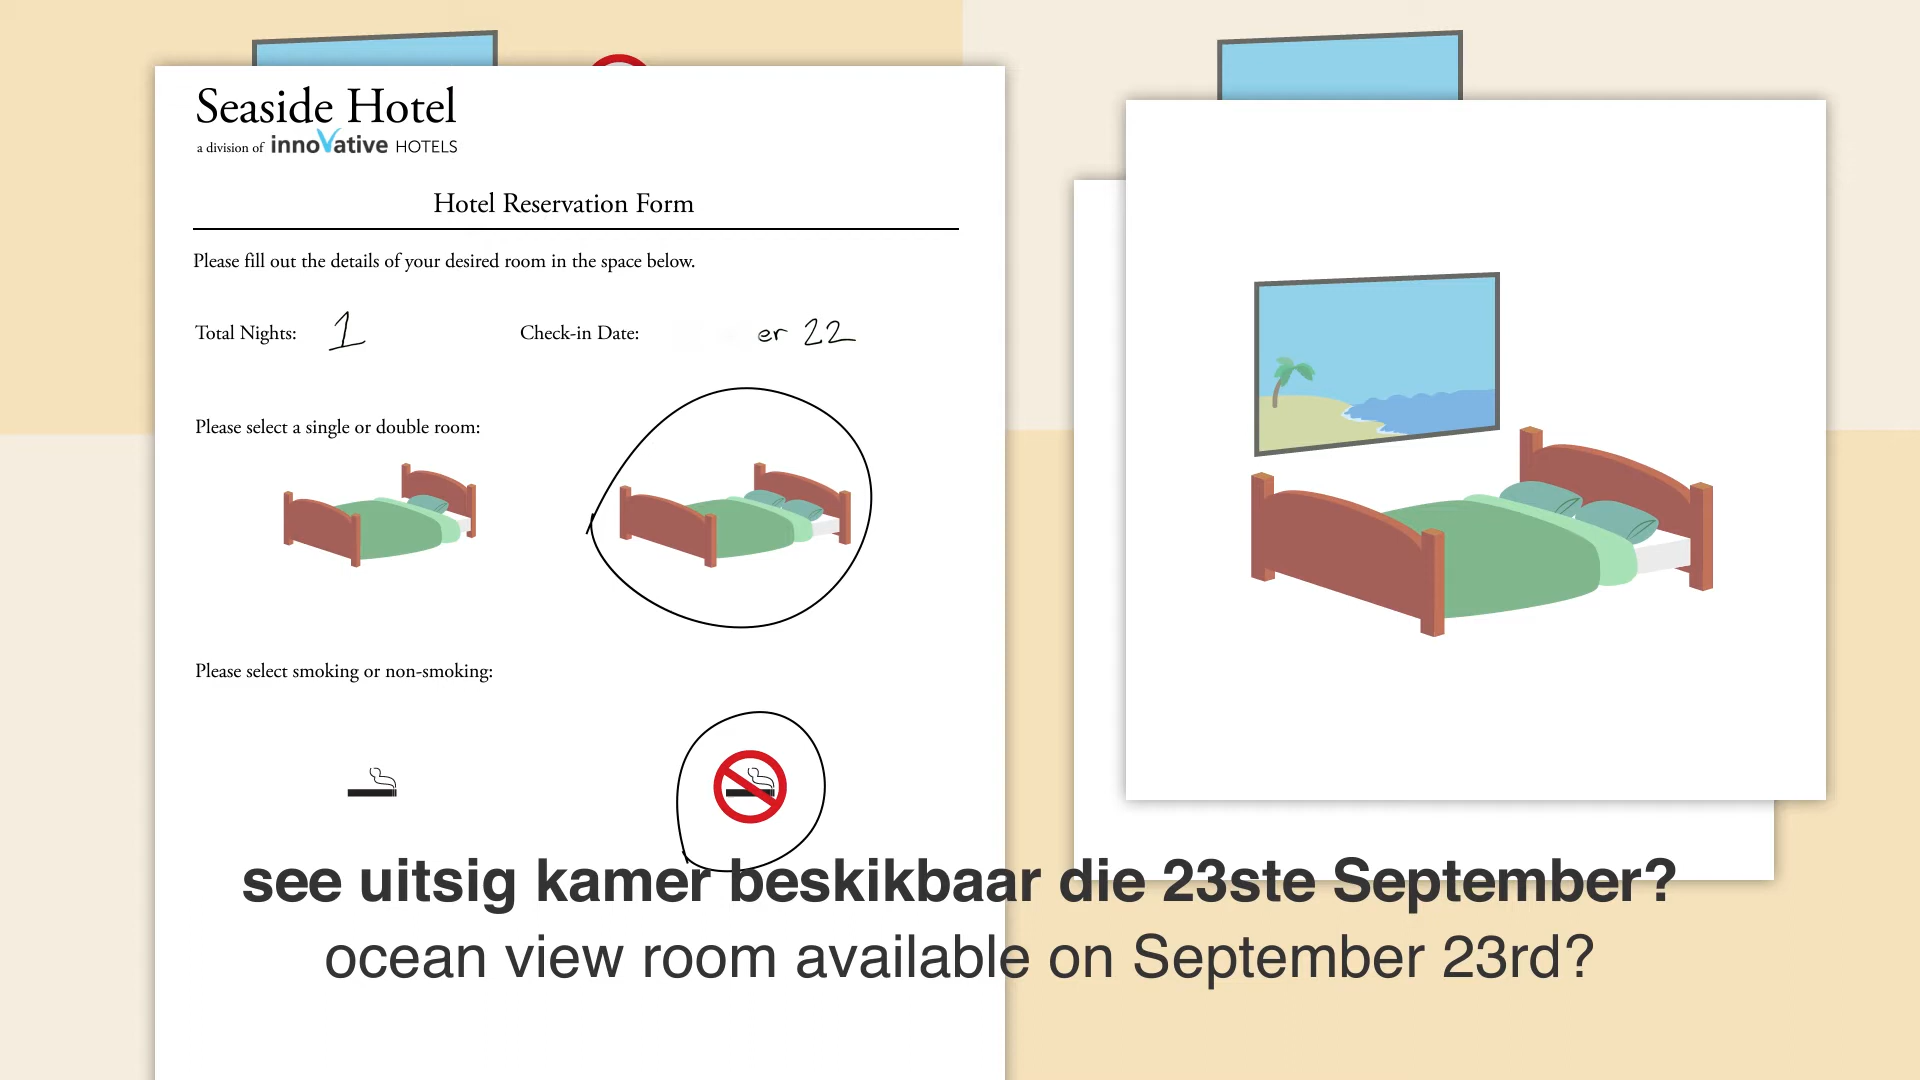 Seaside Hotel
a division of innovative HOTELS
Hotel Reservation Form
Please fill out the details of your desired room in the space below.
Total Nights: 1 Check-in Date: er 22
Please select a single or double room:
Please select smoking or non-smoking:
see uitsig kamer beskikbaar die 23ste September?
ocean view room available on September 23rd?